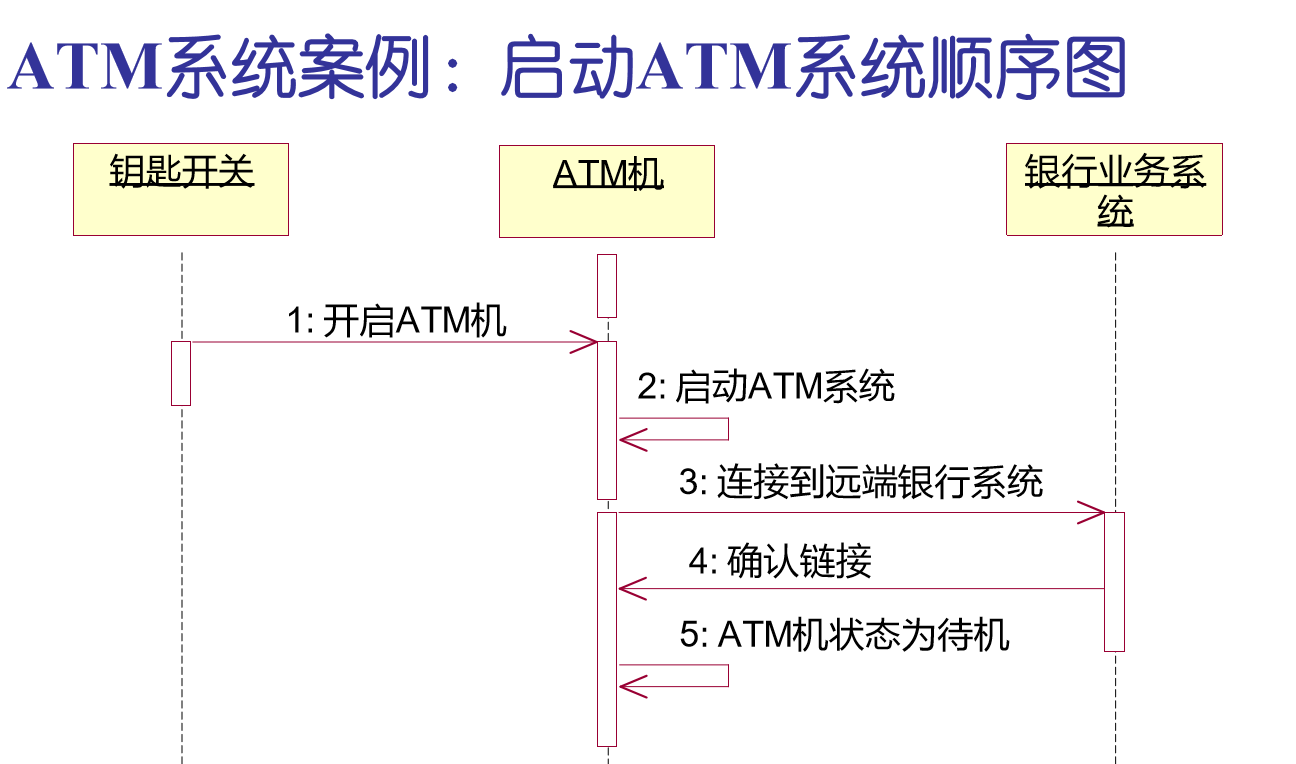 ATM系统案例：启动ATM系统顺序图
钥匙开关
ATM机
银行业务系
统
1: 开启ATM机
2: 启动ATM系统
3: 连接到远端银行系统
4: 确认链接
5: ATM机状态为待机